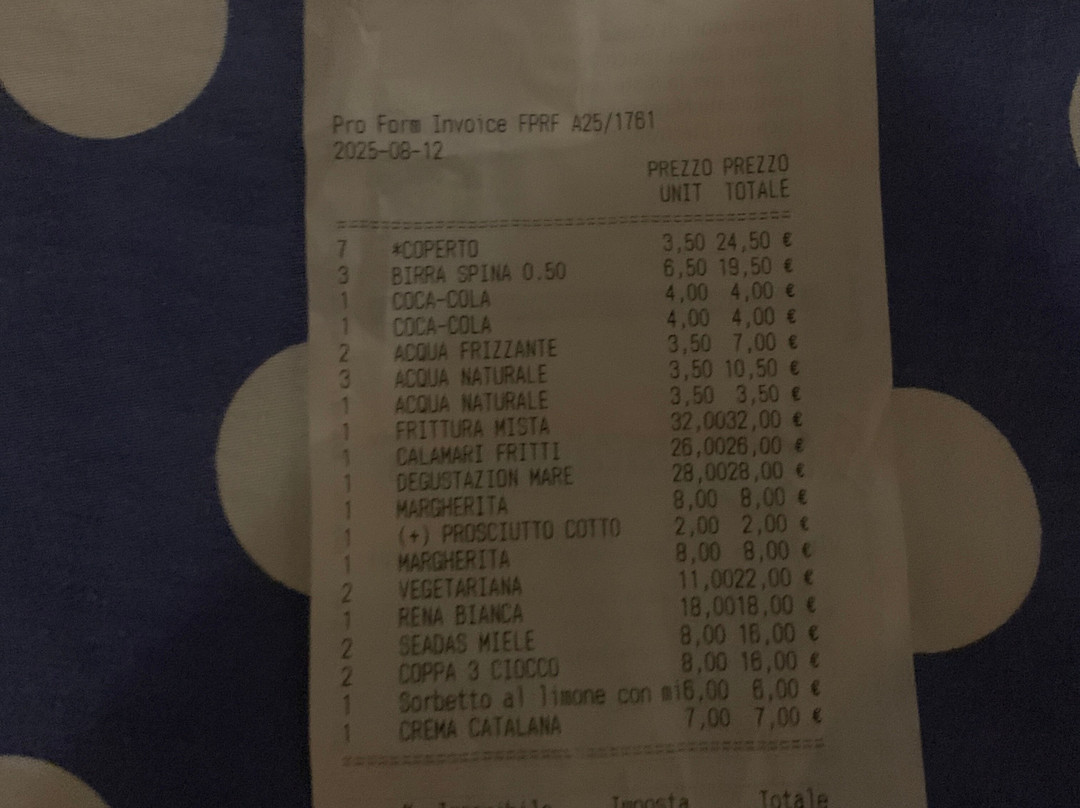 Pro Form Invoice FPRF A25/1761
2025-08-12
PREZZO PREZZO
UNIT TOTALE
7 *COPERTO 3,50 24,50 €
3 BIRRA SPINA 0.50 6,50 19,50 €
1 COCA-COLA 4,00 4,00 €
1 COCA-COLA 4,00 4,00 €
2 ACQUA FRIZZANTE 3,50 7,00 €
3 ACQUA NATURALE 3,50 10,50 €
1 ACQUA NATURALE 3,50 3,50 €
1 FRITTURA MISTA 32,0032,00 €
1 CALAMARI FRITTI 26,0026,00 €
1 DEGUSTAZION MARE 28,0028,00 €
1 MARGHERITA 8,00 8,00 €
1 (+) PROSCIUTTO COTTO 2,00 2,00 €
1 MARGHERITA 8,00 8,00 €
2 VEGETARIANA 11,0022,00 €
1 RENA BIANCA 18,0018,00 €
2 SEADAS MIELE 8,00 16,00 €
2 COPPA 3 CIOCCO 8,00 16,00 €
1 Sorbetto al limone con mi6,00 6,00 €
1 CREMA CATALANA 7,00 7,00 €
Imposta Totale